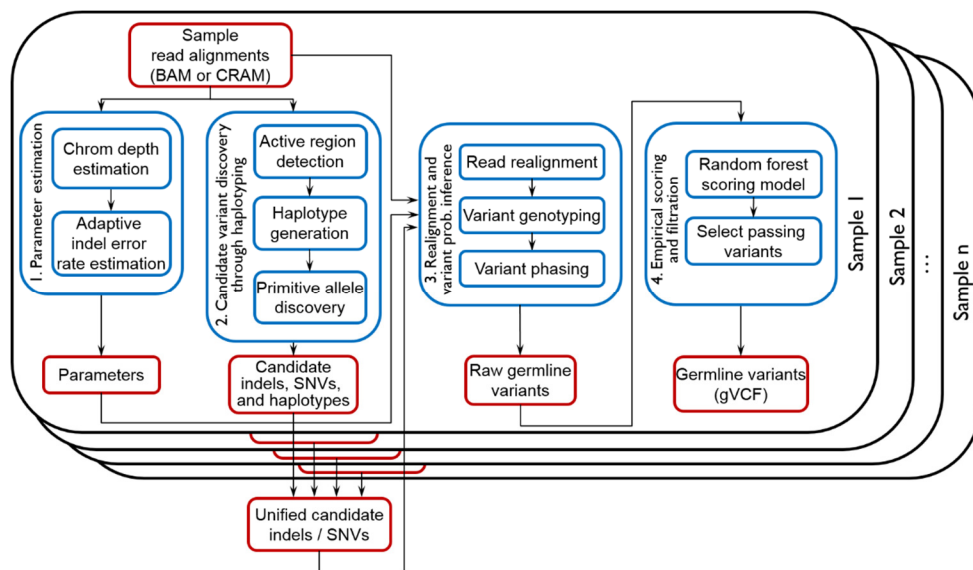 Sample
read alignments
(BAM or CRAM)
1. Parameter estimation
Chrom depth
estimation
Adaptive
indel error
rate estimation
Parameters
2. Candidate variant discovery
through haplotyping
Active region
detection
Haplotype
generation
Primitive allele
discovery
Candidate
indels, SNVs,
and haplotypes
3. Realignment and
variant prob. inference
Read realignment
Variant genotyping
Variant phasing
Raw germline
variants
4. Empirical scoring
and filtration
Random forest
scoring model
Select passing
variants
Germline variants
(gVCF)
Sample 1
Sample 2
...
Sample n
Unified candidate
indels / SNVs